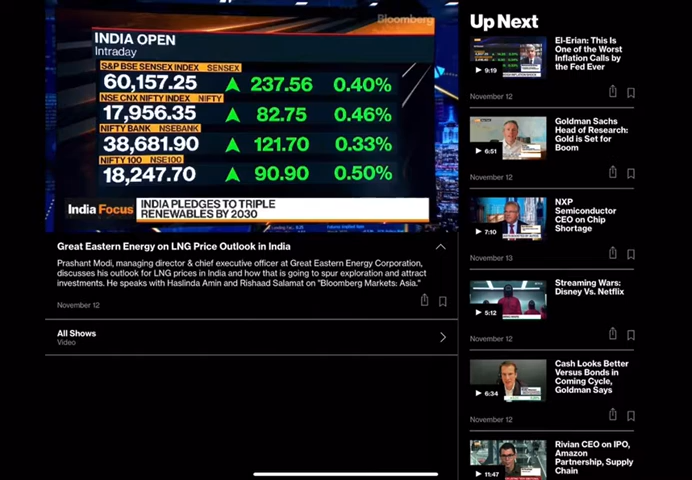 Bloomberg
INDIA OPEN
Intraday
S&P BSE SENSEX INDEX SENSEX
60,157.25 237.56 0.40%
NSE CNX NIFTY INDEX NIFTY
17,956.35 82.75 0.46%
NIFTY BANK NSEBANK
38,681.90 121.70 0.33%
NIFTY 100 NSE100
18,247.70 90.90 0.50%
India Focus
INDIA PLEDGES TO TRIPLE
RENEWABLES BY 2030
Great Eastern Energy on LNG Price Outlook in India
Prashant Modi, managing director & chief executive officer at Great Eastern Energy Corporation,
discusses his outlook for LNG prices in India and how that is going to spur exploration and attract
investments. He speaks with Haslinda Amin and Rishaad Salamat on "Bloomberg Markets: Asia."
November 12
All Shows
Video
Up Next
El-Erian: This Is
One of the Worst
Inflation Calls by
the Fed Ever
9:19
November 12
Goldman Sachs
Head of Research:
Gold is Set for
Boom
6:51
November 12
NXP
Semiconductor
CEO on Chip
Shortage
7:10
November 13
Streaming Wars:
Disney Vs. Netflix
5:12
November 12
Cash Looks Better
Versus Bonds in
Coming Cycle,
Goldman Says
6:34
November 12
Rivian CEO on IPO,
Amazon
Partnership, Supply
Chain
11:47